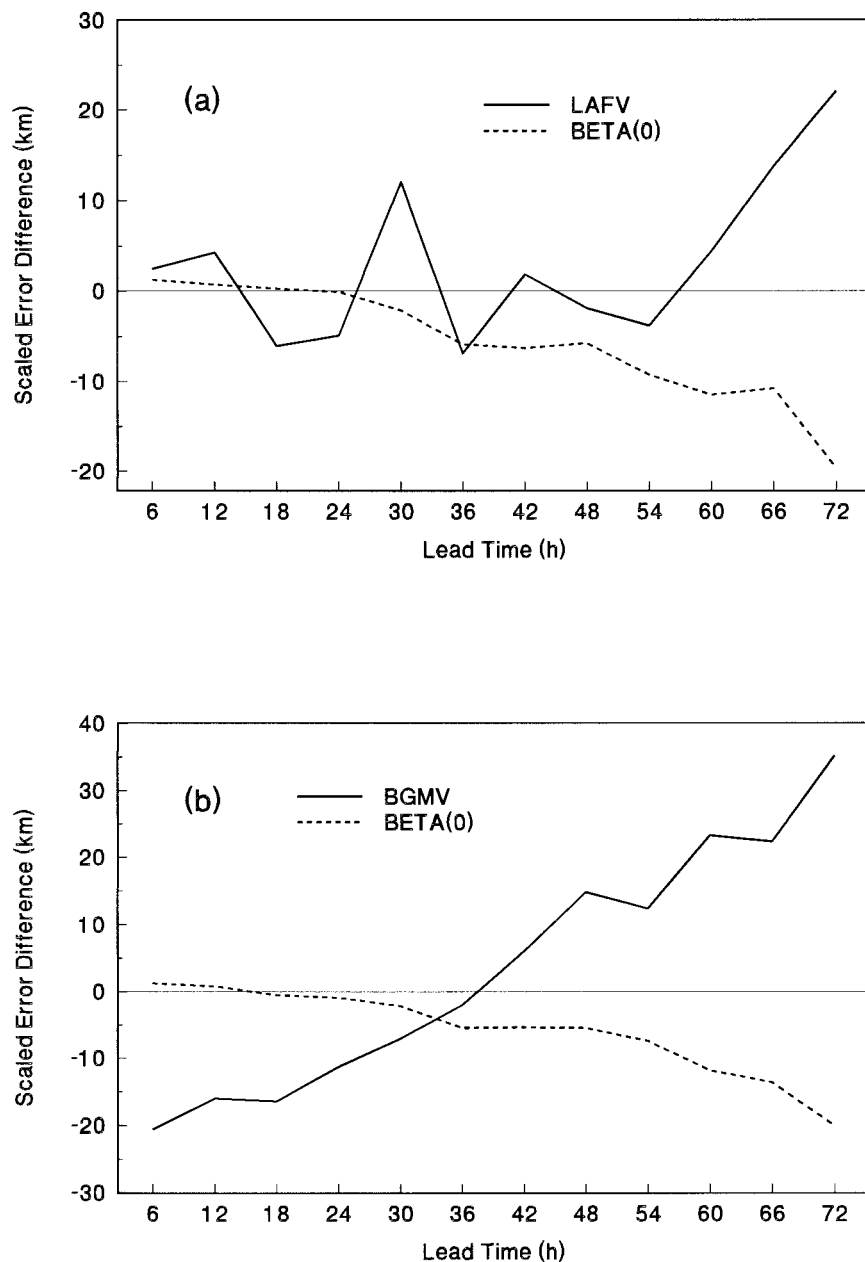 30
20
10
0
-10
-20
Scaled Error Difference (km)
(a)
LAFV
BETA(0)
6 12 18 24 30 36 42 48 54 60 66 72
Lead Time (h)
40
30
20
10
0
-10
-20
-30
Scaled Error Difference (km)
(b)
BGMV
BETA(0)
6 12 18 24 30 36 42 48 54 60 66 72
Lead Time (h)